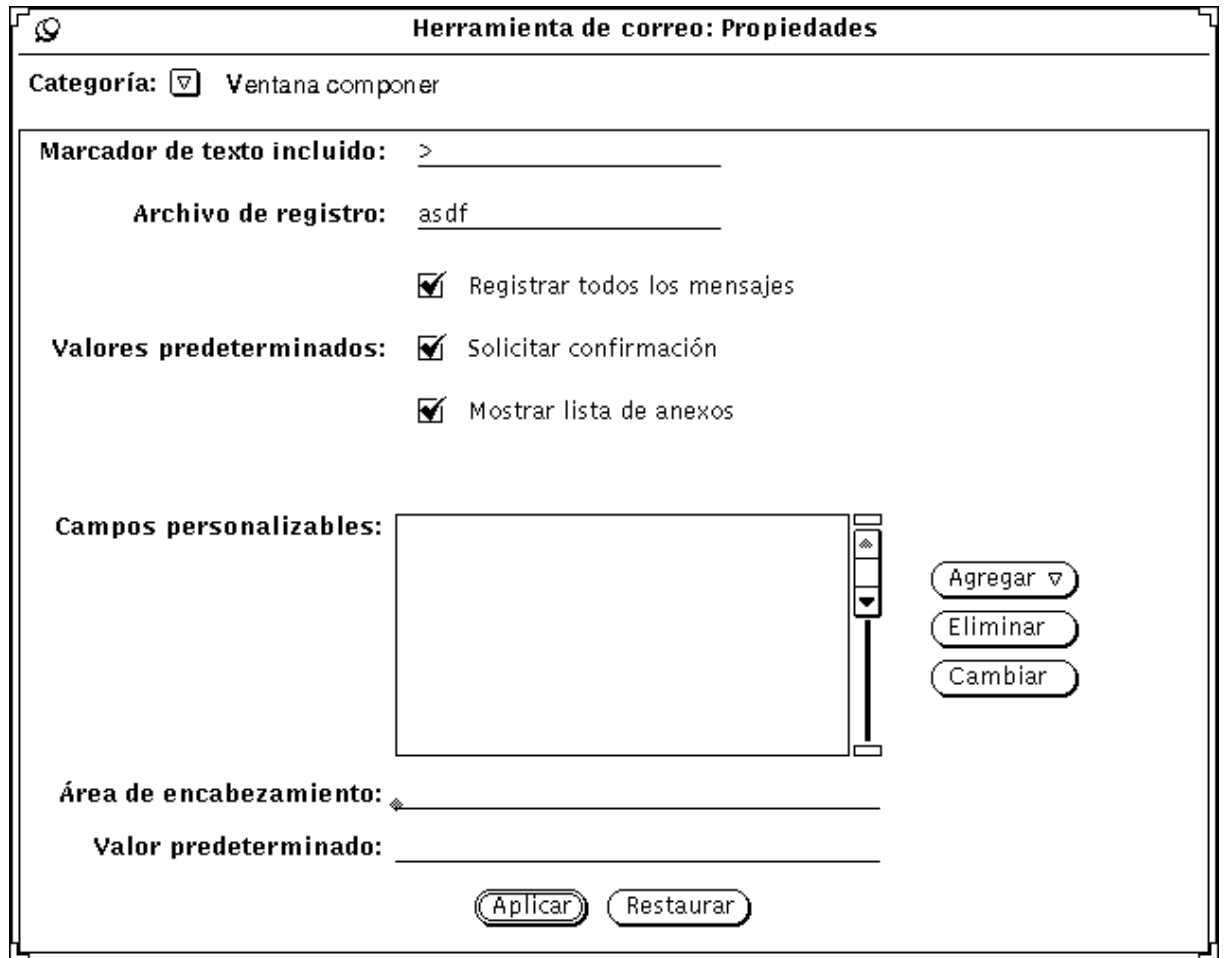 Herramienta de correo: Propiedades
Categoría: Ventana componer
Marcador de texto incluido: >
Archivo de registro: asdf
Registrar todos los mensajes
Valores predeterminados: Solicitar confirmación
Mostrar lista de anexos
Campos personalizables:
Agregar
Eliminar
Cambiar
Área de encabezamiento:
Valor predeterminado:
Aplicar Restaurar